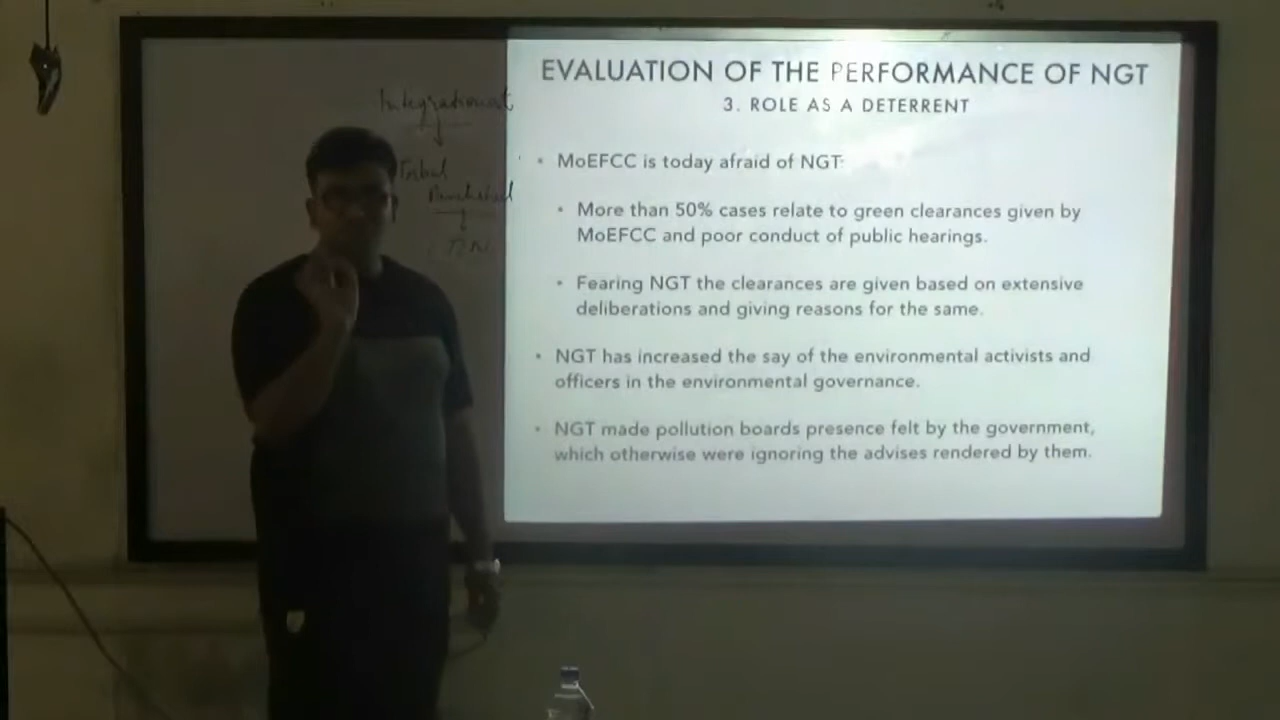 EVALUATION OF THE PERFORMANCE OF NGT
3. ROLE AS A DETERRENT
• MoEFCC is today afraid of NGT:
• More than 50% cases relate to green clearances given by
MoEFCC and poor conduct of public hearings.
• Fearing NGT the clearances are given based on extensive
deliberations and giving reasons for the same.
• NGT has increased the say of the environmental activists and
officers in the environmental governance.
• NGT made pollution boards presence felt by the government,
which otherwise were ignoring the advises rendered by them.
Integrationist
Tribal
Panchsheel